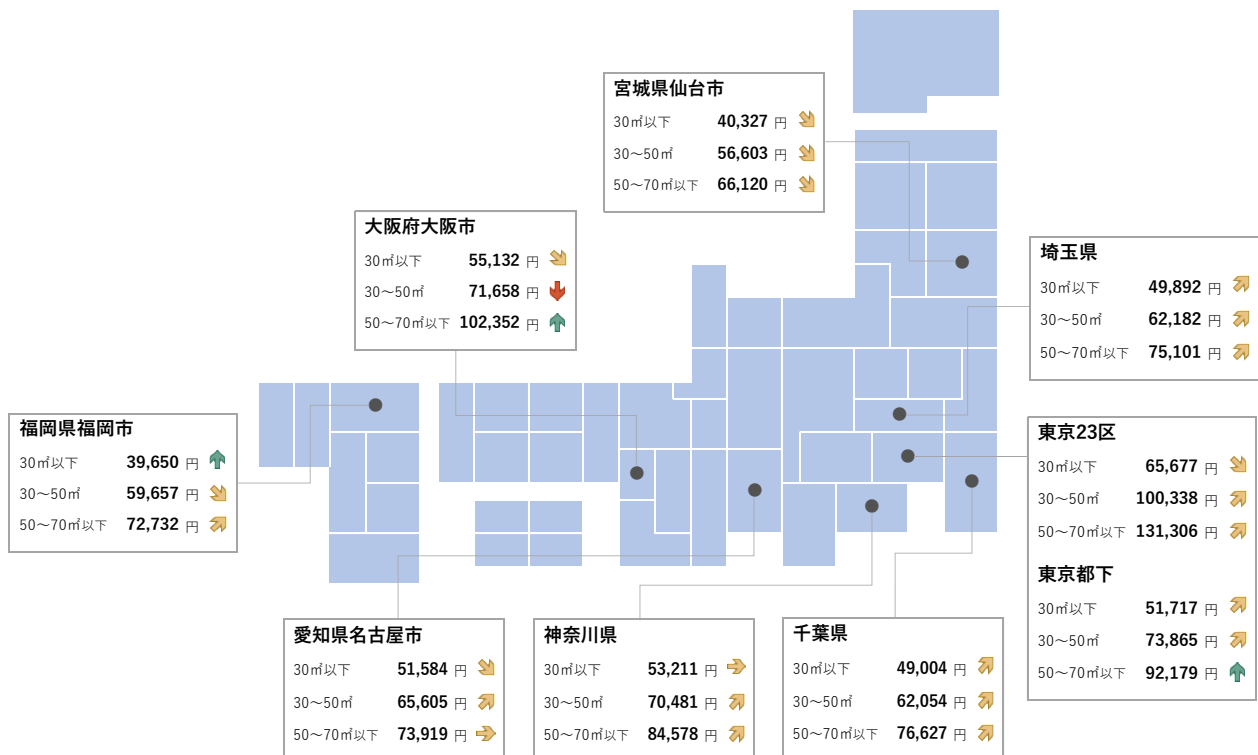 宮城県仙台市
30㎡以下 40,327 円
30～50㎡ 56,603 円
50～70㎡以下 66,120 円
大阪府大阪市
30㎡以下 55,132 円
30～50㎡ 71,658 円
50～70㎡以下 102,352 円
埼玉県
30㎡以下 49,892 円
30～50㎡ 62,182 円
50～70㎡以下 75,101 円
福岡県福岡市
30㎡以下 39,650 円
30～50㎡ 59,657 円
50～70㎡以下 72,732 円
東京23区
30㎡以下 65,677 円
30～50㎡ 100,338 円
50～70㎡以下 131,306 円
東京都下
30㎡以下 51,717 円
30～50㎡ 73,865 円
50～70㎡以下 92,179 円
愛知県名古屋市
30㎡以下 51,584 円
30～50㎡ 65,605 円
50～70㎡以下 73,919 円
神奈川県
30㎡以下 53,211 円
30～50㎡ 70,481 円
50～70㎡以下 84,578 円
千葉県
30㎡以下 49,004 円
30～50㎡ 62,054 円
50～70㎡以下 76,627 円